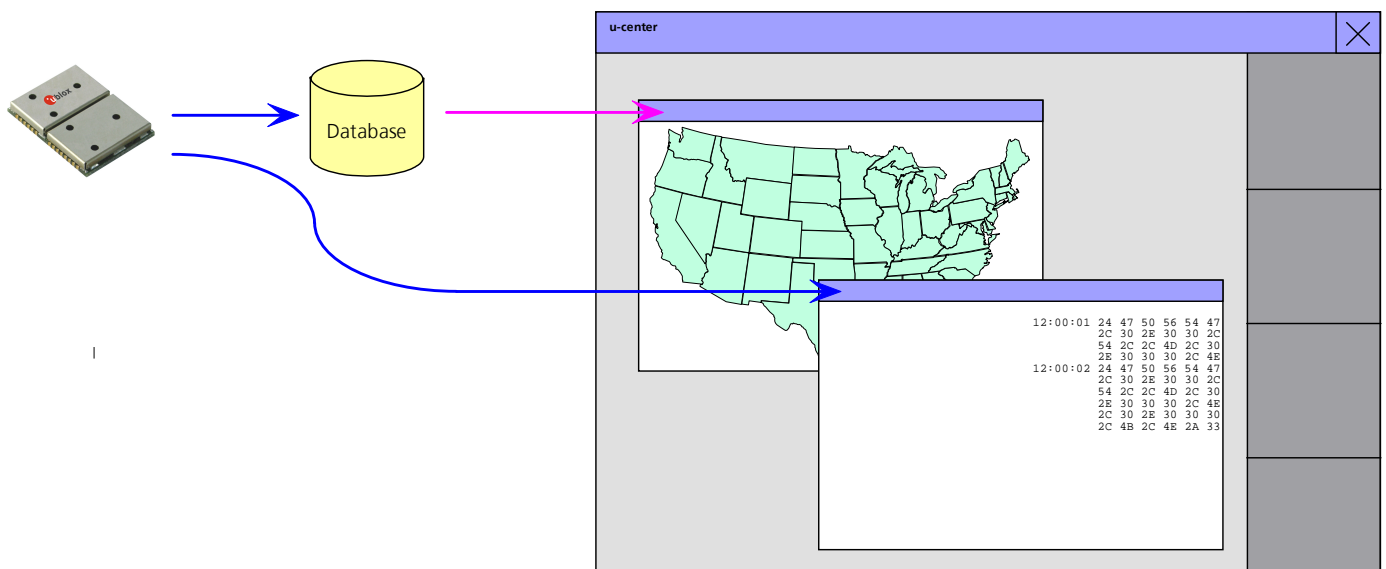 u-center
ublox
Database
12:00:01 24 47 50 56 54 47
2C 30 2E 30 30 2C
54 2C 2C 4D 2C 30
2E 30 30 30 2C 4E
12:00:02 24 47 50 56 54 47
2C 30 2E 30 30 2C
54 2C 2C 4D 2C 30
2E 30 30 30 2C 4E
2C 30 2E 30 30 30
2C 4B 2C 4E 2A 33